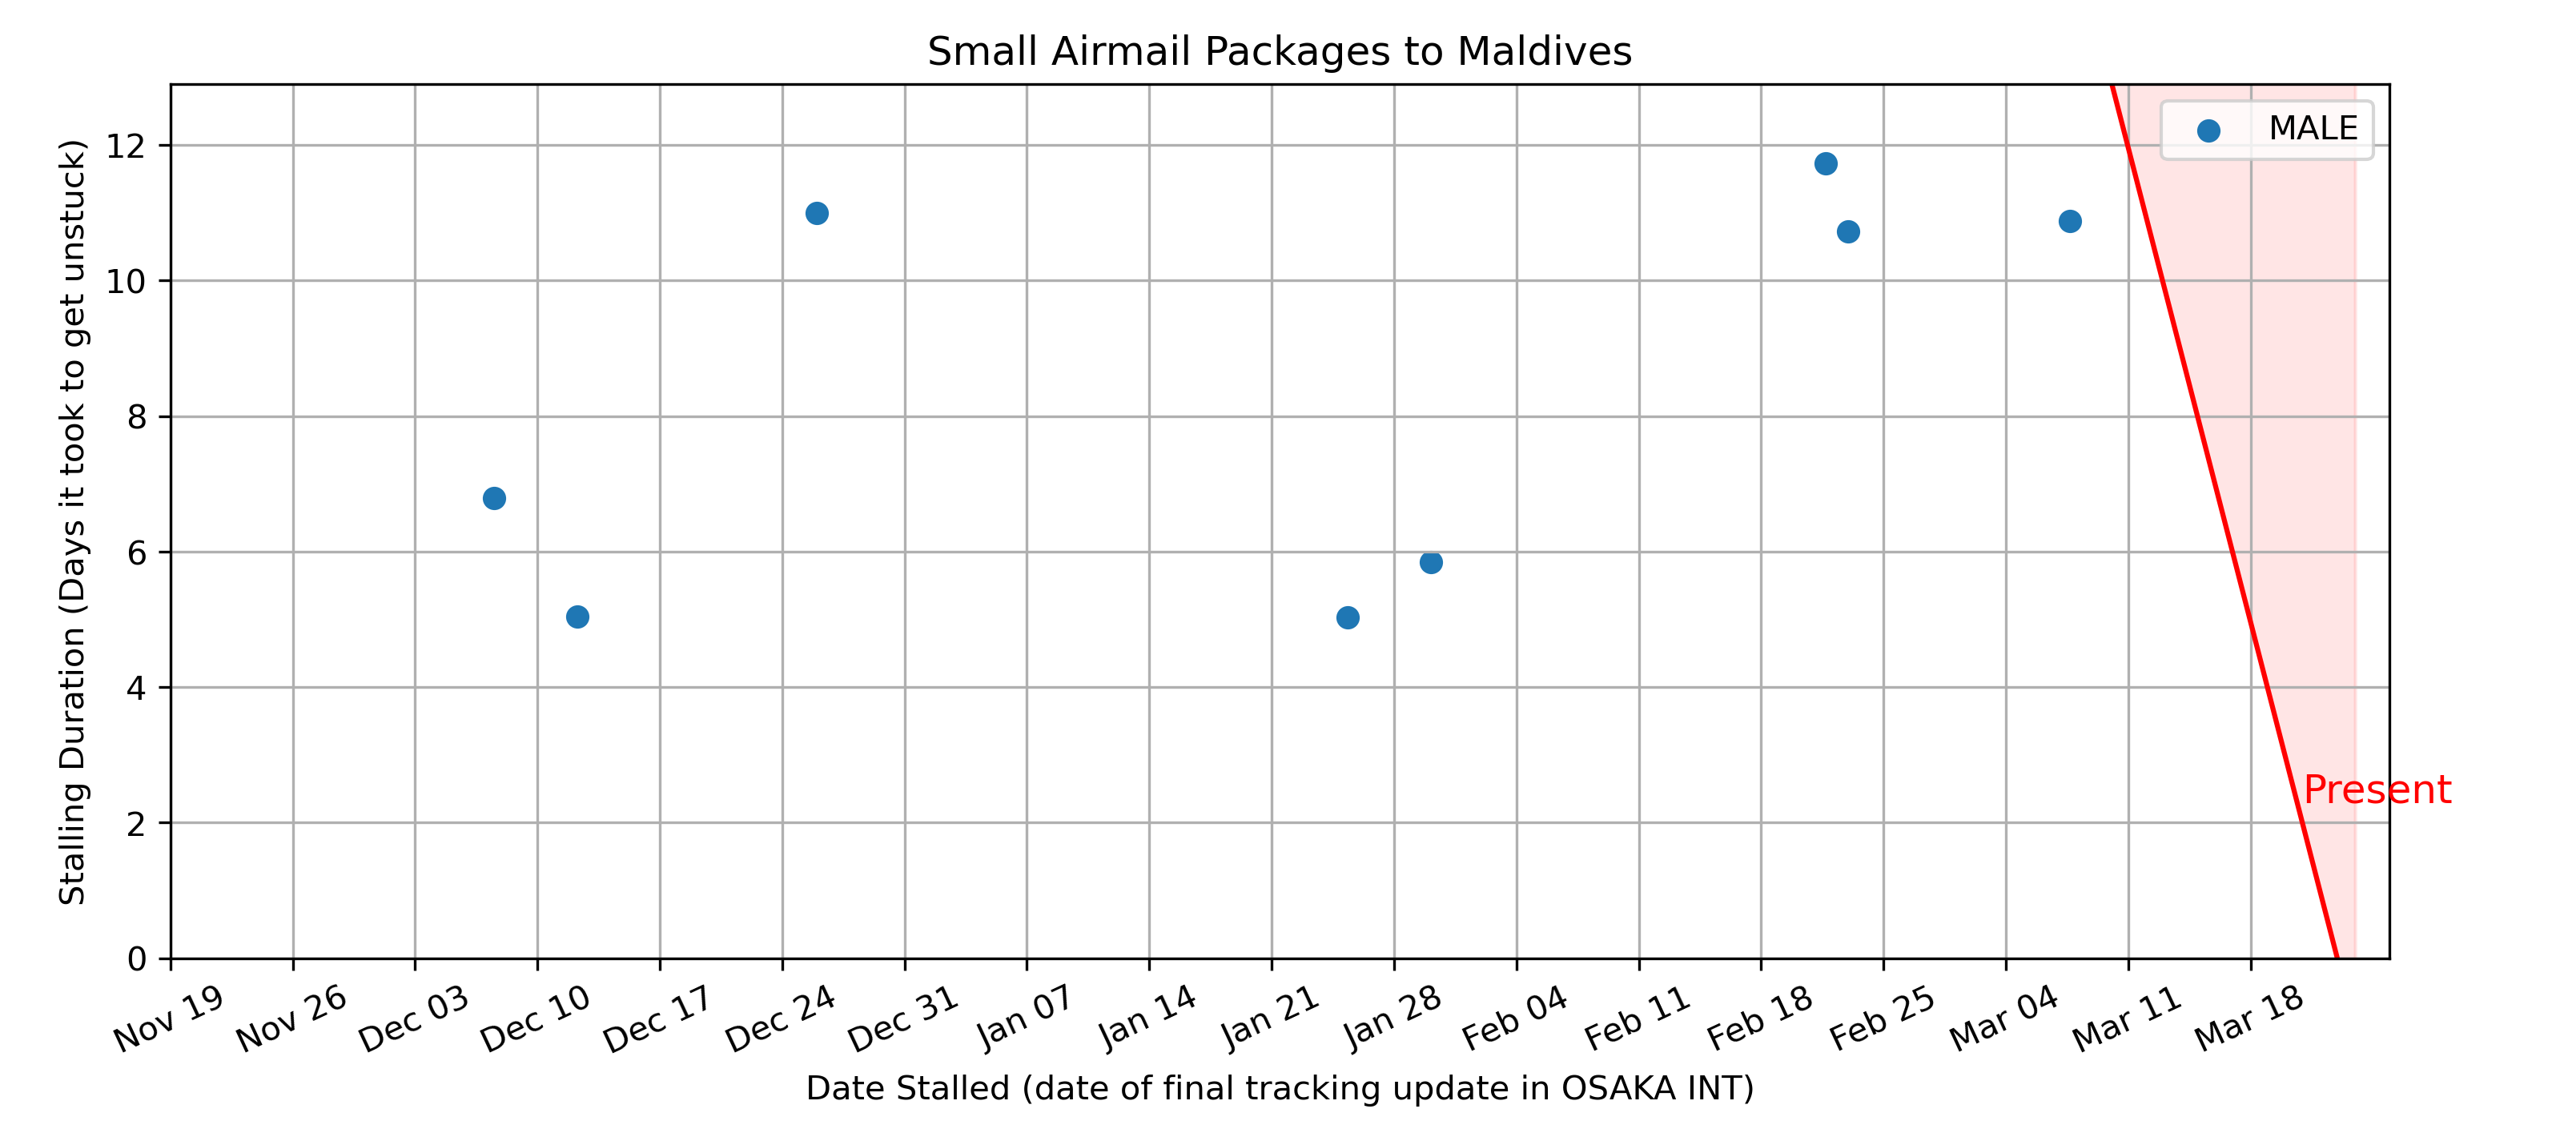 Small Airmail Packages to Maldives
MALE
12
10
8
6
4
2
0
Stalling Duration (Days it took to get unstuck)
Present
Nov 19
Nov 26
Dec 03
Dec 10
Dec 17
Dec 24
Dec 31
Jan 07
Jan 14
Jan 21
Jan 28
Feb 04
Feb 11
Feb 18
Feb 25
Mar 04
Mar 11
Mar 18
Date Stalled (date of final tracking update in OSAKA INT)